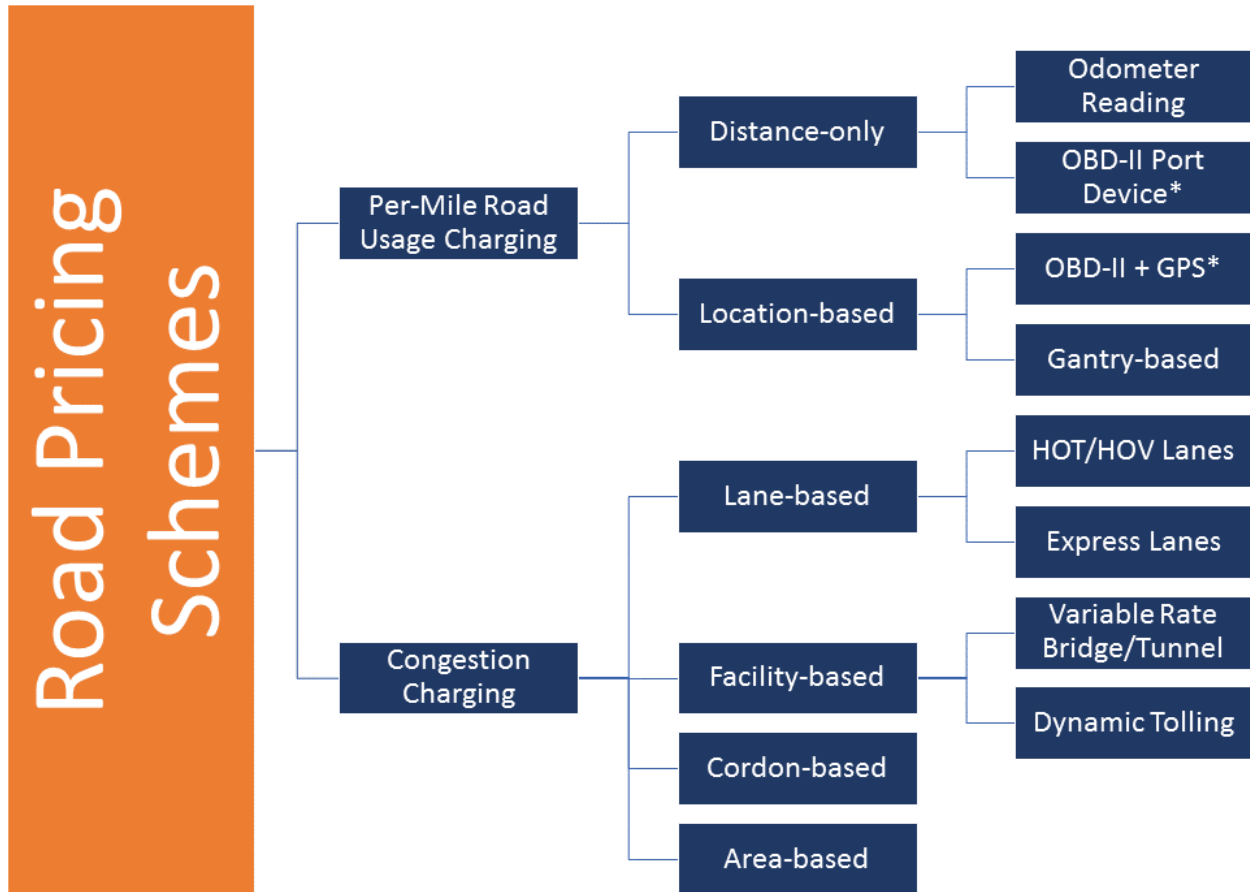 Road Pricing
Schemes
Per-Mile Road
Usage Charging
Distance-only
Odometer
Reading
OBD-II Port
Device*
Location-based
OBD-II + GPS*
Gantry-based
Congestion
Charging
Lane-based
HOT/HOV Lanes
Express Lanes
Facility-based
Variable Rate
Bridge/Tunnel
Dynamic Tolling
Cordon-based
Area-based